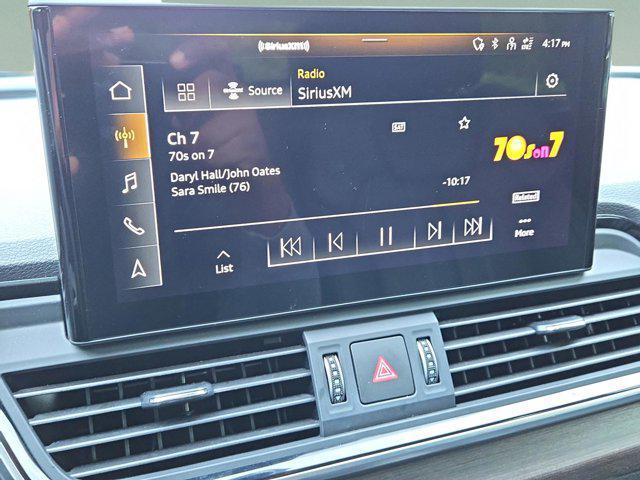 ((SiriusXM))
4:17 PM
Radio
Source
SiriusXM
Ch 7
70s on 7
SAT
70s on 7
Daryl Hall/John Oates
Sara Smile (76)
-10:17
Related
List
More